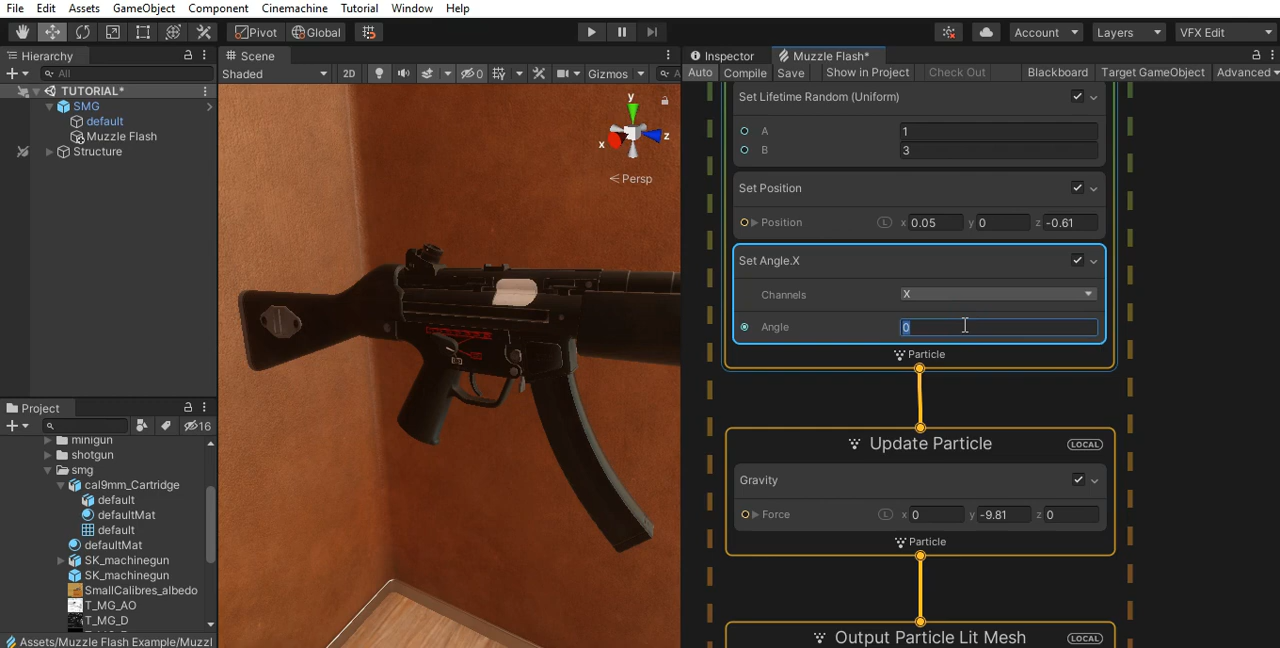 File Edit Assets GameObject Component Cinemachine Tutorial Window Help
Pivot Global Account Layers VFX Edit
Hierarchy
All
TUTORIAL*
SMG
default
Muzzle Flash
Structure
Scene
Shaded 2D 0 Gizmos A
y
x z
Persp
Inspector Muzzle Flash*
Auto Compile Save Show in Project Check Out Blackboard Target GameObject Advanced
Set Lifetime Random (Uniform)
A 1
B 3
Set Position
Position L x 0.05 y 0 z -0.61
Set Angle.X
Channels X
Angle 0
Particle
Update Particle LOCAL
Gravity
Force L x 0 y -9.81 z 0
Particle
Output Particle Lit Mesh LOCAL
Project
16
minigun
shotgun
smg
cal9mm_Cartridge
default
defaultMat
default
defaultMat
SK_machinegun
SK_machinegun
SmallCalibres_albedo
T_MG_AO
T_MG_D
Assets/Muzzle Flash Example/Muzzl